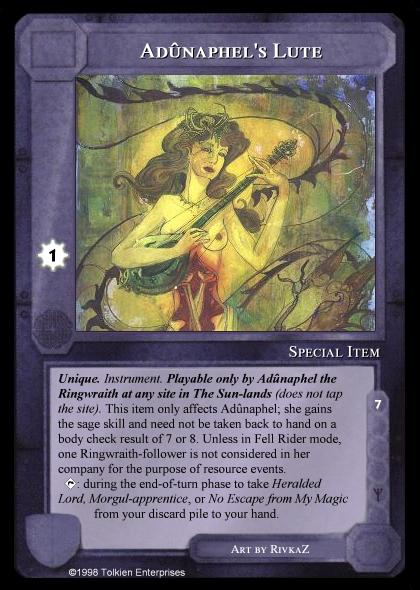 ADÛNAPHEL'S LUTE
1
SPECIAL ITEM
Unique. Instrument. Playable only by Adûnaphel the
Ringwraith at any site in The Sun-lands (does not tap
the site). This item only affects Adûnaphel; she gains
the sage skill and need not be taken back to hand on a
body check result of 7 or 8. Unless in Fell Rider mode,
one Ringwraith-follower is not considered in her
company for the purpose of resource events.
: during the end-of-turn phase to take Heralded
Lord, Morgul-apprentice, or No Escape from My Magic
from your discard pile to your hand.
7
ART BY RIVKAZ
©1998 Tolkien Enterprises